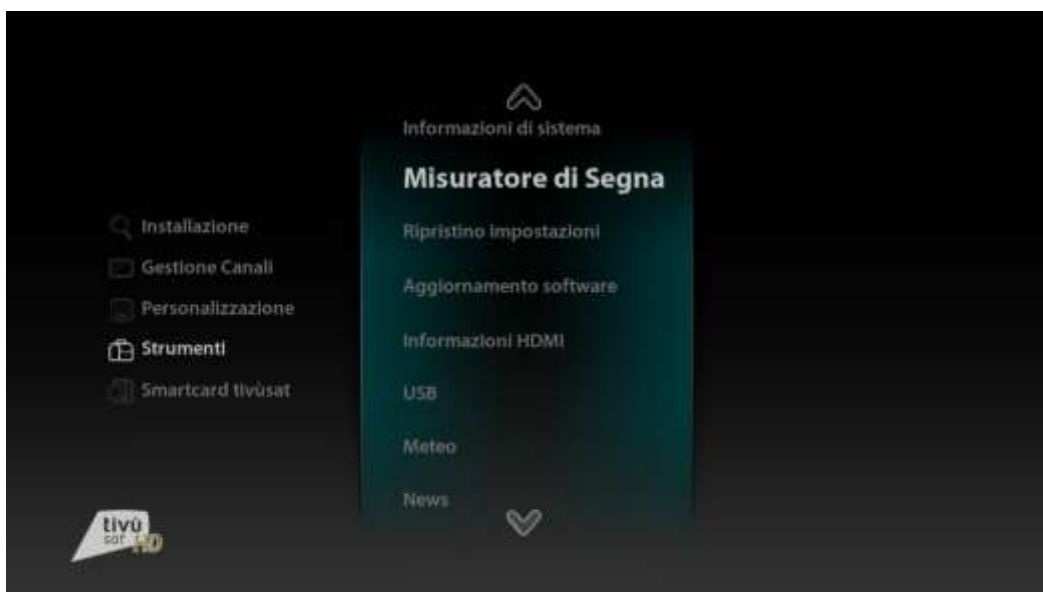 Installazione
Gestione Canali
Personalizzazione
Strumenti
Smartcard tivùsat
Informazioni di sistema
Misuratore di Segna
Ripristino Impostazioni
Aggiornamento software
Informazioni HDMI
USB
Meteo
News
tivù
sat HD